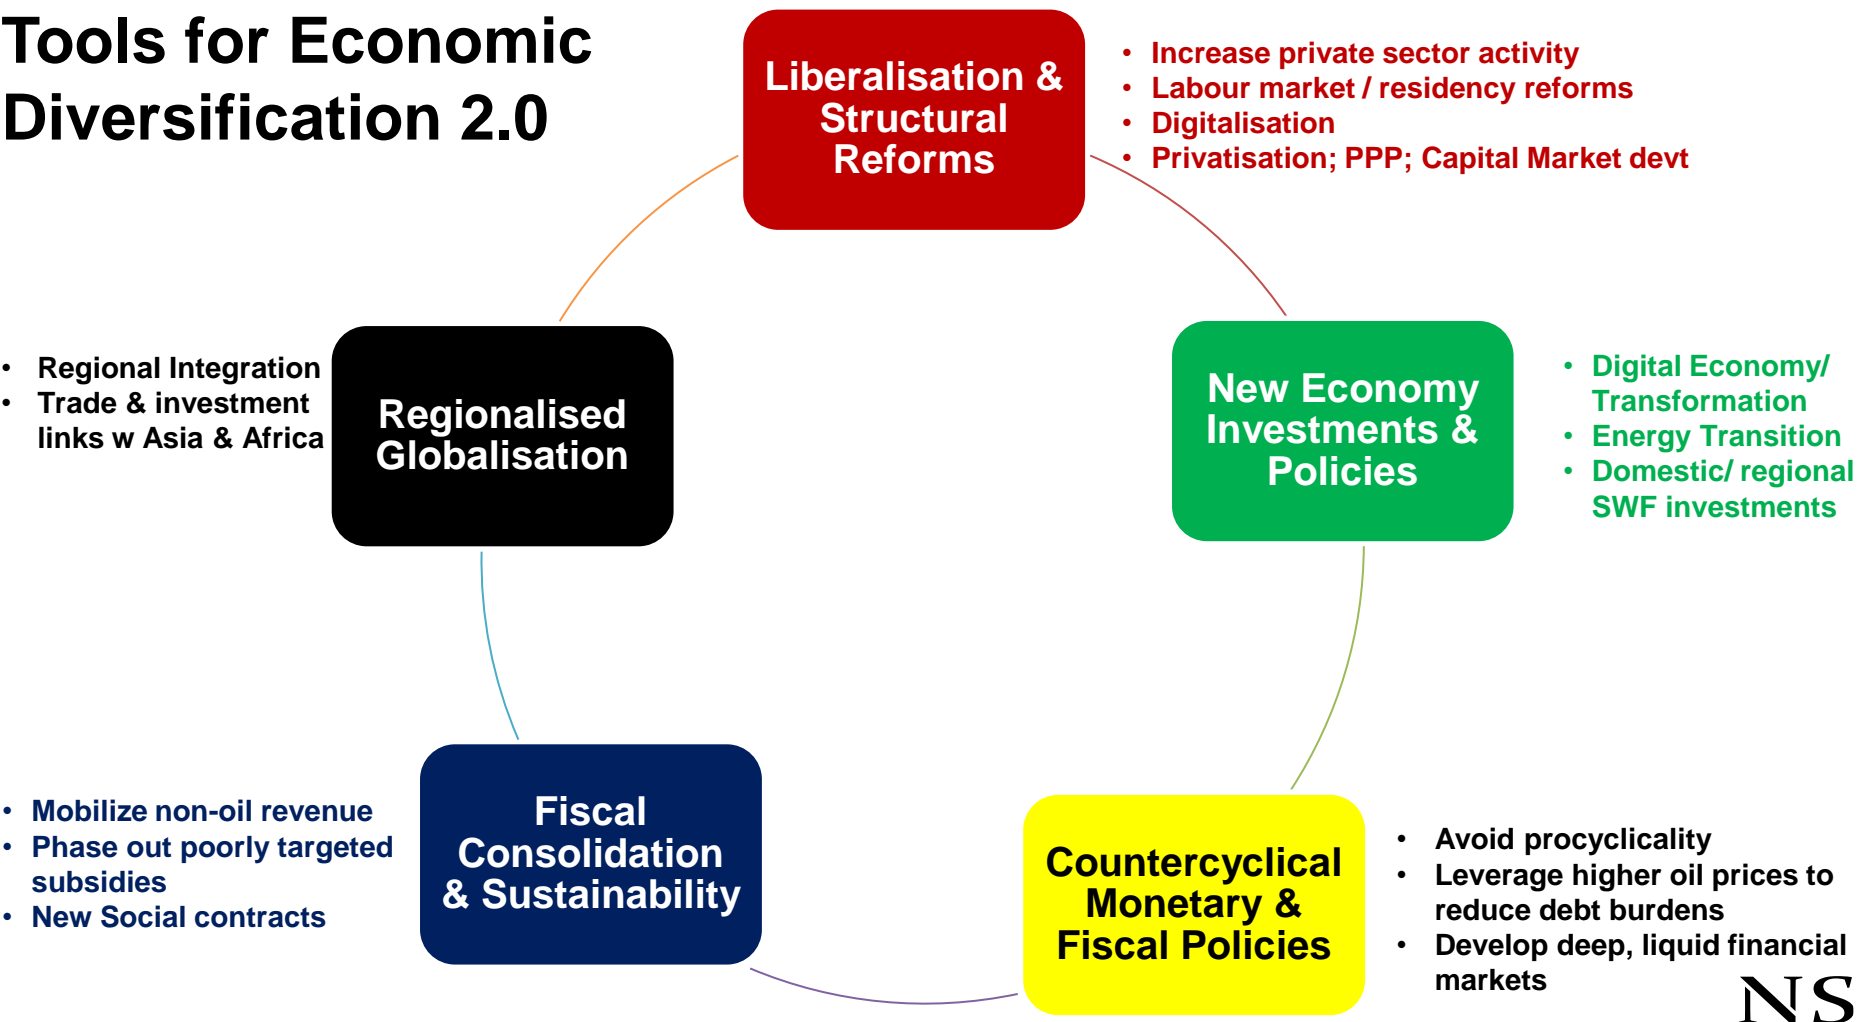 Tools for Economic
Diversification 2.0
Liberalisation &
Structural
Reforms
• Increase private sector activity
• Labour market / residency reforms
• Digitalisation
• Privatisation; PPP; Capital Market devt
New Economy
Investments &
Policies
• Digital Economy/
Transformation
• Energy Transition
• Domestic/ regional
SWF investments
Countercyclical
Monetary &
Fiscal Policies
• Avoid procyclicality
• Leverage higher oil prices to
reduce debt burdens
• Develop deep, liquid financial
markets
Fiscal
Consolidation
& Sustainability
• Mobilize non-oil revenue
• Phase out poorly targeted
subsidies
• New Social contracts
Regionalised
Globalisation
• Regional Integration
• Trade & investment
links w Asia & Africa
NS